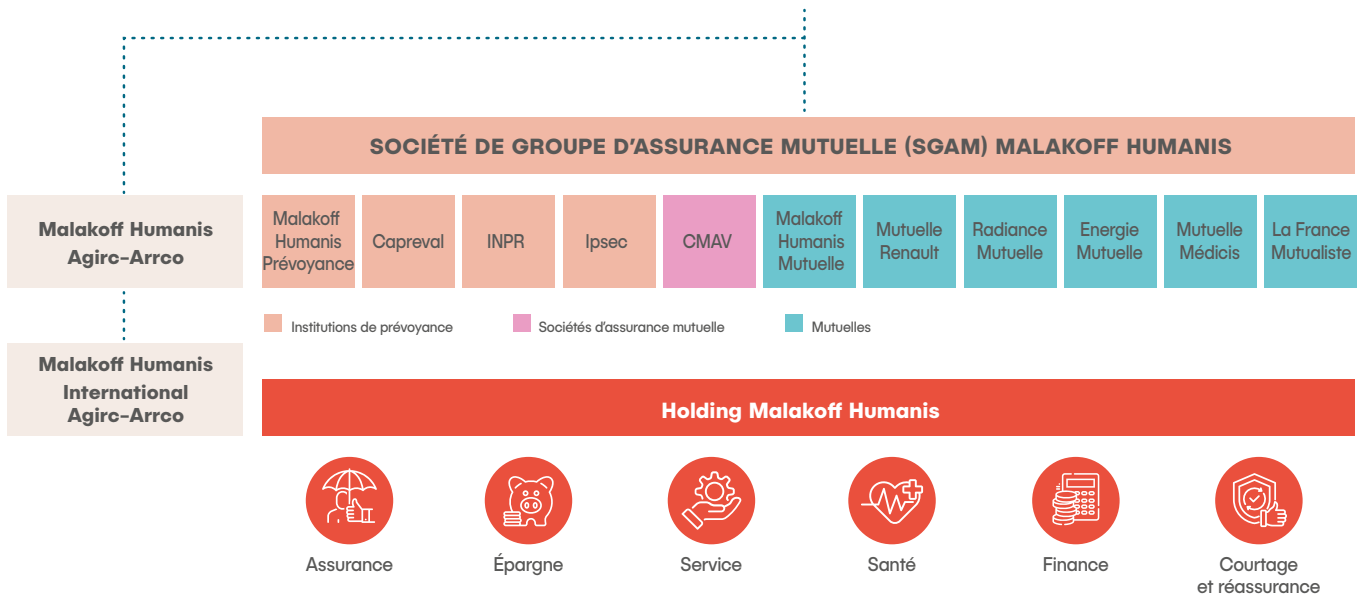 SOCIÉTÉ DE GROUPE D’ASSURANCE MUTUELLE (SGAM) MALAKOFF HUMANIS
Malakoff Humanis
Agirc-Arrco
Malakoff
Humanis
Prévoyance
Capreval
INPR
Ipsec
CMAV
Malakoff
Humanis
Mutuelle
Mutuelle
Renault
Radiance
Mutuelle
Energie
Mutuelle
Mutuelle
Médicis
La France
Mutualiste
Institutions de prévoyance
Sociétés d’assurance mutuelle
Mutuelles
Malakoff Humanis
International
Agirc-Arrco
Holding Malakoff Humanis
Assurance
Épargne
Service
Santé
Finance
Courtage
et réassurance